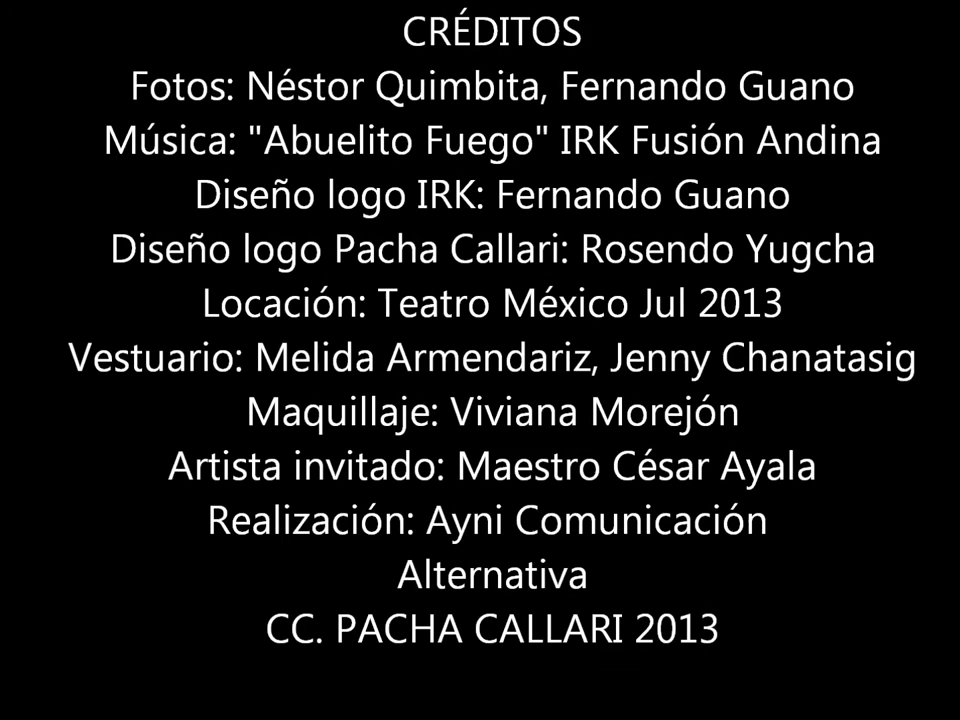 CRÉDITOS
Fotos: Néstor Quimbita, Fernando Guano
Música: "Abuelito Fuego" IRK Fusión Andina
Diseño logo IRK: Fernando Guano
Diseño logo Pacha Callari: Rosendo Yugcha
Locación: Teatro México Jul 2013
Vestuario: Melida Armendariz, Jenny Chanatasig
Maquillaje: Viviana Morejón
Artista invitado: Maestro César Ayala
Realización: Ayni Comunicación
Alternativa
CC. PACHA CALLARI 2013